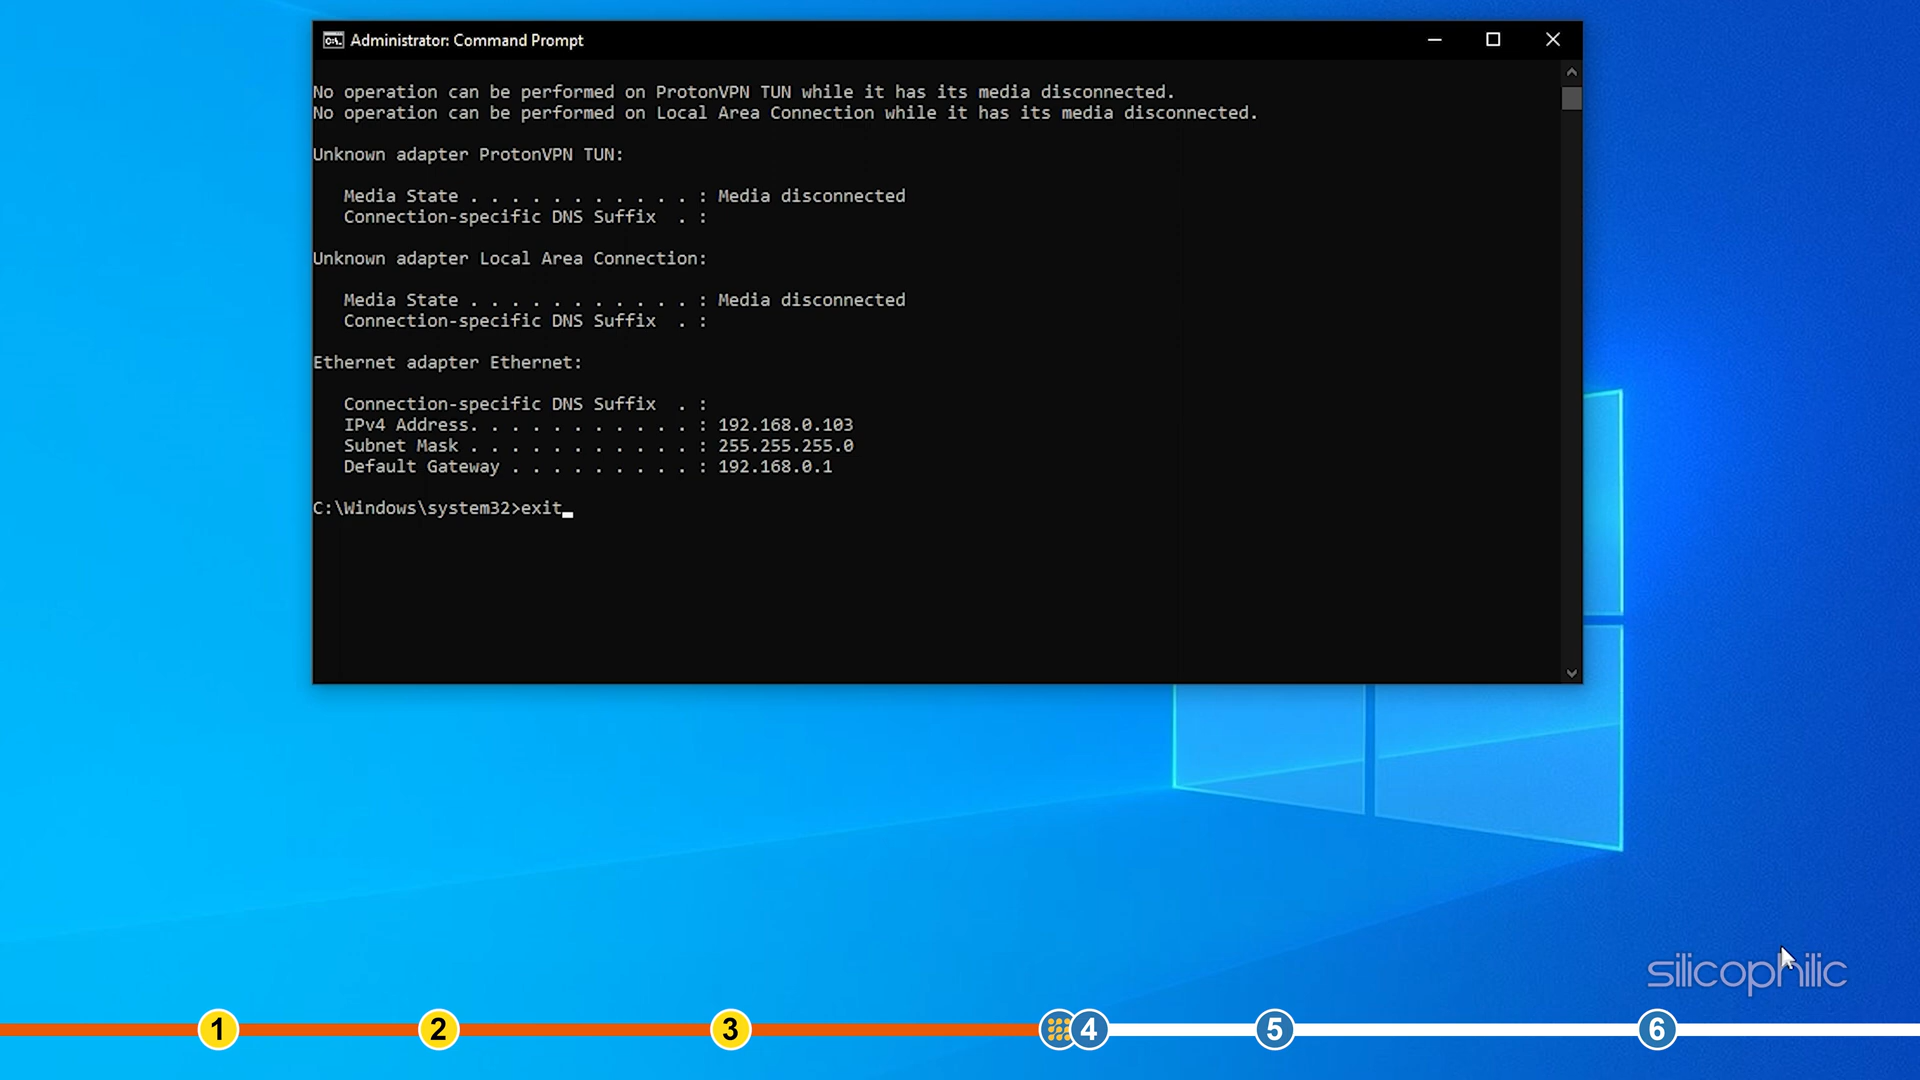 Administrator: Command Prompt
No operation can be performed on ProtonVPN TUN while it has its media disconnected.
No operation can be performed on Local Area Connection while it has its media disconnected.
Unknown adapter ProtonVPN TUN:
Media State . . . . . . . . . . . : Media disconnected
Connection-specific DNS Suffix . :
Unknown adapter Local Area Connection:
Media State . . . . . . . . . . . : Media disconnected
Connection-specific DNS Suffix . :
Ethernet adapter Ethernet:
Connection-specific DNS Suffix . :
IPv4 Address. . . . . . . . . . . : 192.168.0.103
Subnet Mask . . . . . . . . . . . : 255.255.255.0
Default Gateway . . . . . . . . . : 192.168.0.1
C:\Windows\system32>exit_
silicophilic
1 2 3 4 5 6